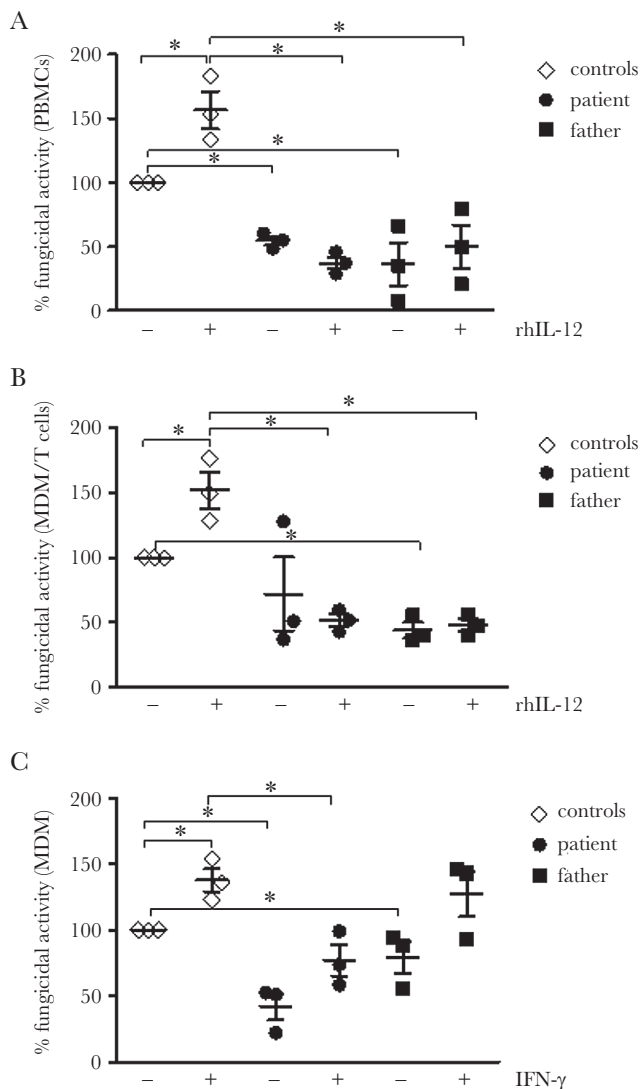 A
% fungicidal activity (PBMCs)
200
150
100
50
0
*
*
*
*
*
controls
patient
father
− + − + − + rhIL-12
B
% fungicidal activity (MDM/T cells)
200
150
100
50
0
*
*
*
*
controls
patient
father
− + − + − + rhIL-12
C
% fungicidal activity (MDM)
200
150
100
50
0
*
*
*
*
controls
patient
father
− + − + − + IFN-γ